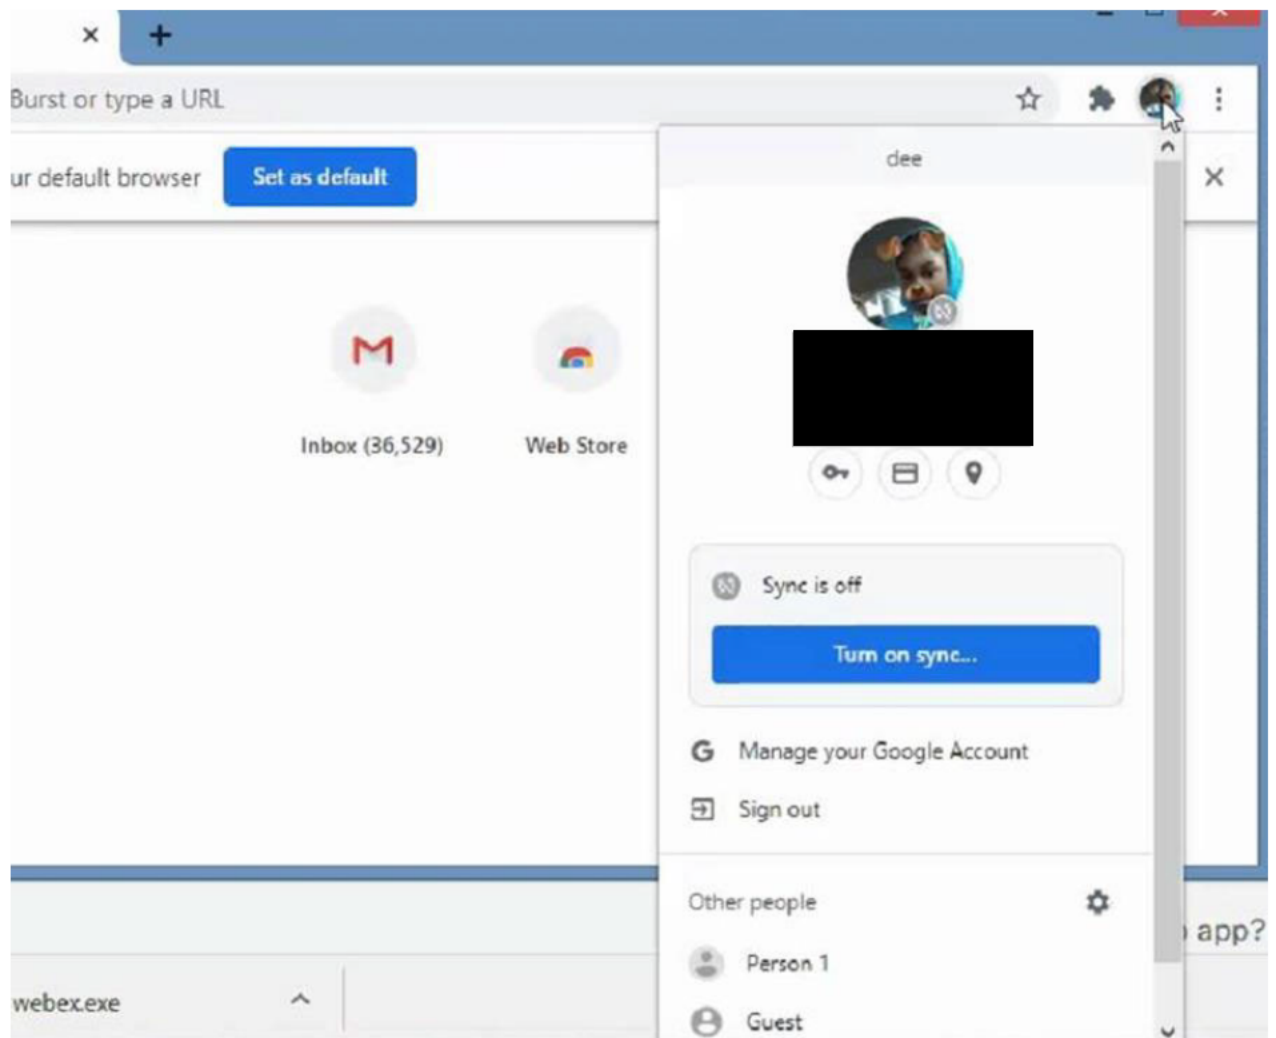 Burst or type a URL
ur default browser
Set as default
dee
Inbox (36,529)
Web Store
Sync is off
Turn on sync...
Manage your Google Account
Sign out
Other people
Person 1
Guest
app?
webex.exe